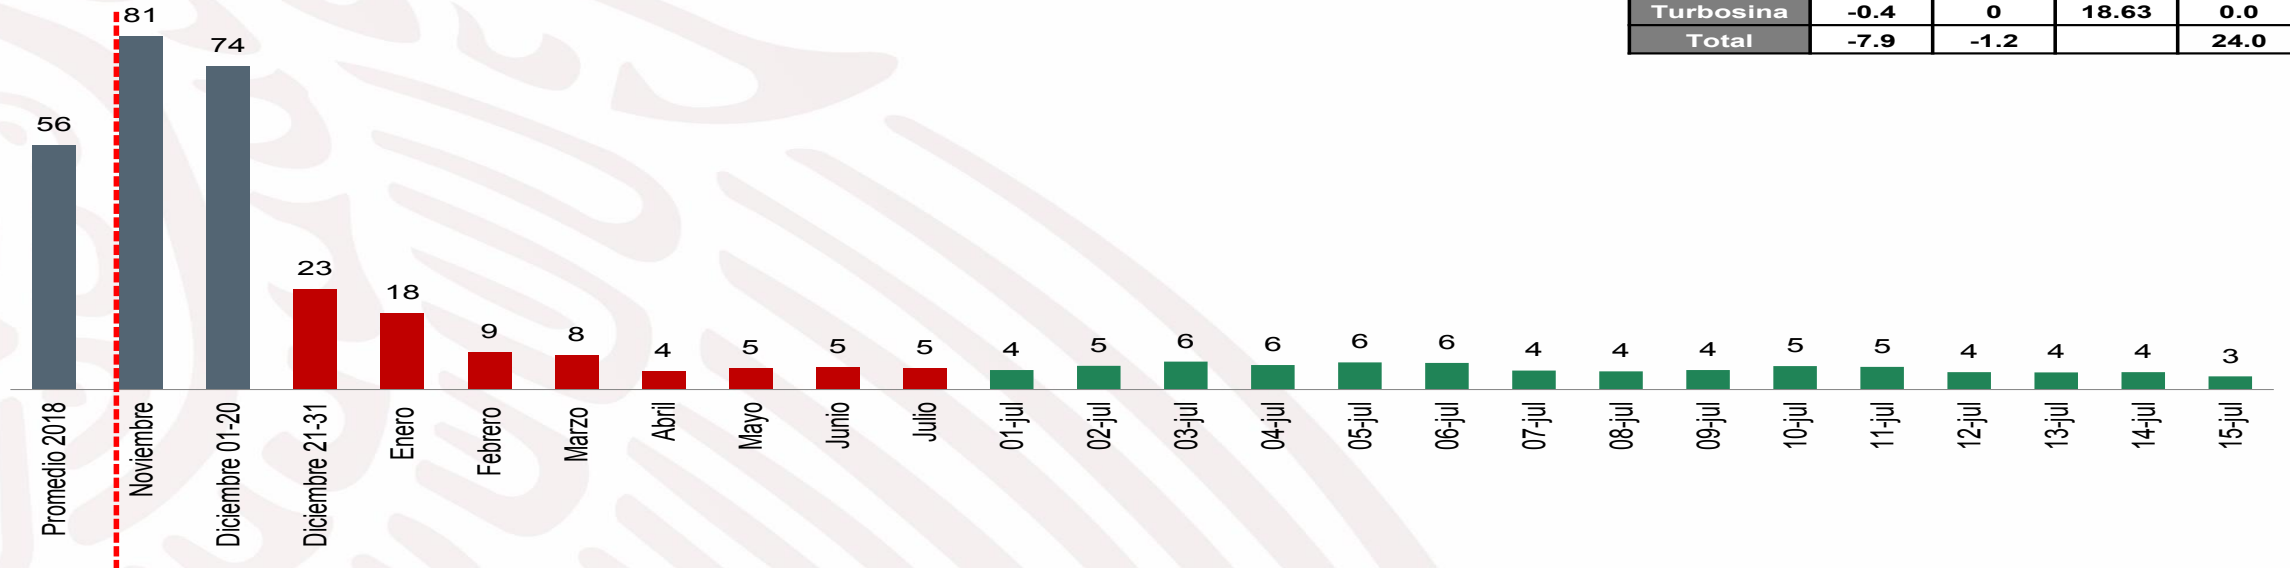 Turbosina -0.4 0 18.63 0.0
Total -7.9 -1.2 24.0
56 81 74 23 18 9 8 4 5 5 5 4 5 6 6 6 6 4 4 4 5 5 4 4 4 3
Promedio 2018
Noviembre
Diciembre 01-20
Diciembre 21-31
Enero
Febrero
Marzo
Abril
Mayo
Junio
Julio
01-jul
02-jul
03-jul
04-jul
05-jul
06-jul
07-jul
08-jul
09-jul
10-jul
11-jul
12-jul
13-jul
14-jul
15-jul